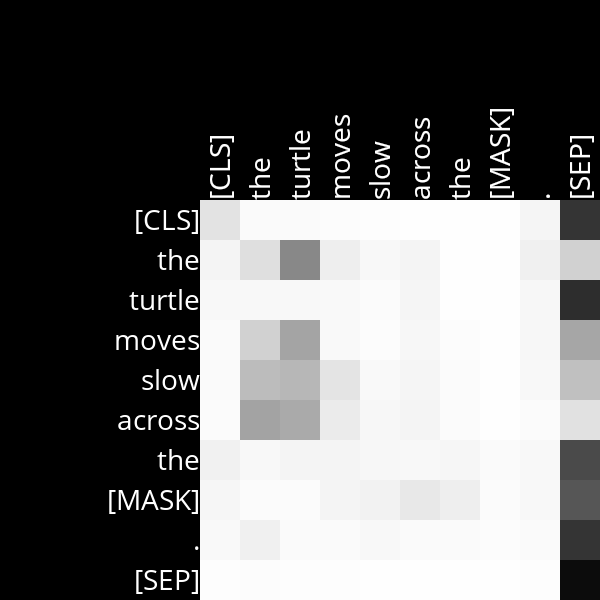 [CLS] the turtle moves slow across the [MASK] . [SEP]
[CLS]
the
turtle
moves
slow
across
the
[MASK]
.
[SEP]